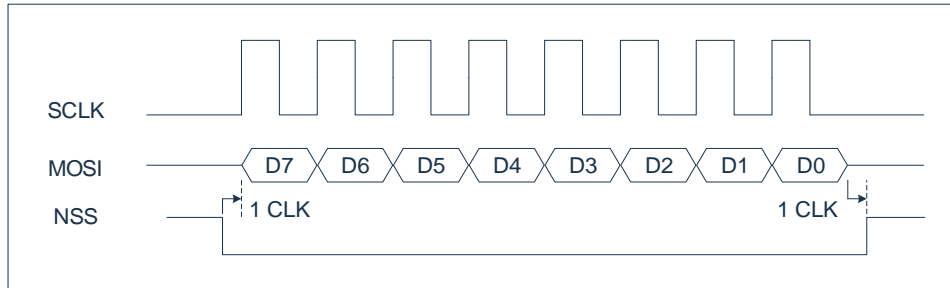 SCLK
MOSI D7 D6 D5 D4 D3 D2 D1 D0
1 CLK 1 CLK
NSS